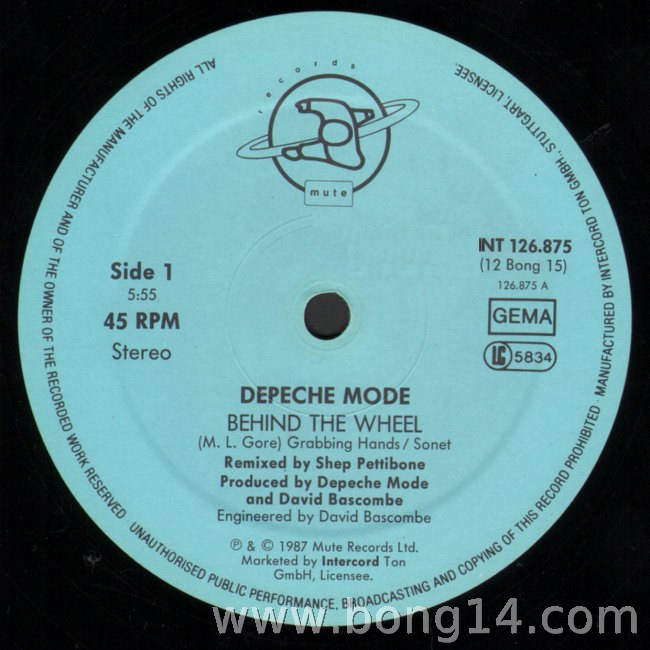 records
mute
Side 1
5:55
45 RPM
Stereo
INT 126.875
(12 Bong 15)
126.875 A
GEMA
LC 5834
DEPECHE MODE
BEHIND THE WHEEL
(M. L. Gore) Grabbing Hands / Sonet
Remixed by Shep Pettibone
Produced by Depeche Mode
and David Bascombe
Engineered by David Bascombe
℗ & © 1987 Mute Records Ltd.
Marketed by Intercord Ton
GmbH, Licensee.
ALL RIGHTS OF THE MANUFACTURER AND OF THE OWNER OF THE RECORDED WORK RESERVED UNAUTHORISED PUBLIC PERFORMANCE, BROADCASTING AND COPYING OF THIS RECORD PROHIBITED · MANUFACTURED BY INTERCORD TON GMBH., STUTTGART, LICENSEE.
www.bong14.com